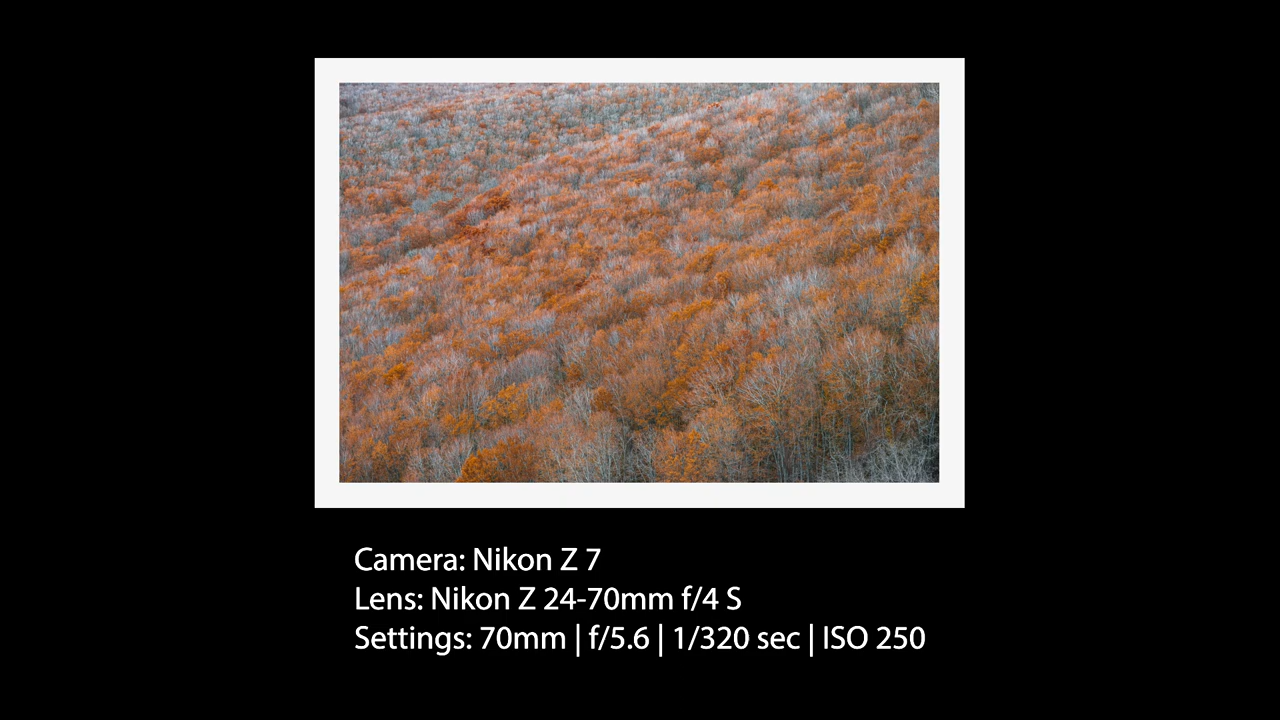 Camera: Nikon Z 7
Lens: Nikon Z 24-70mm f/4 S
Settings: 70mm | f/5.6 | 1/320 sec | ISO 250